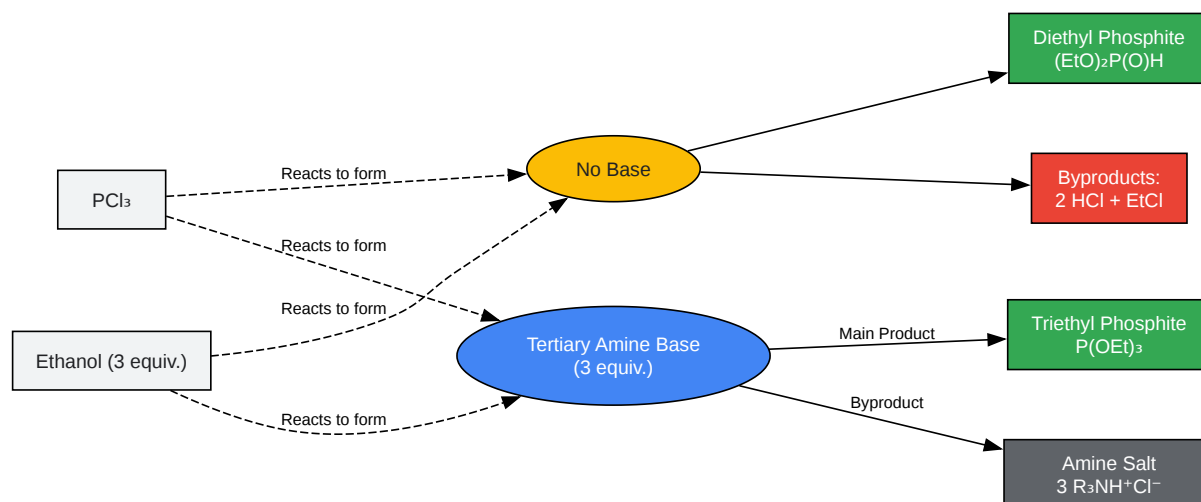 PCl₃
Ethanol (3 equiv.)
Reacts to form
Reacts to form
Reacts to form
Reacts to form
No Base
Tertiary Amine Base
(3 equiv.)
Main Product
Byproduct
Diethyl Phosphite
(EtO)₂P(O)H
Byproducts:
2 HCl + EtCl
Triethyl Phosphite
P(OEt)₃
Amine Salt
3 R₃NH⁺Cl⁻